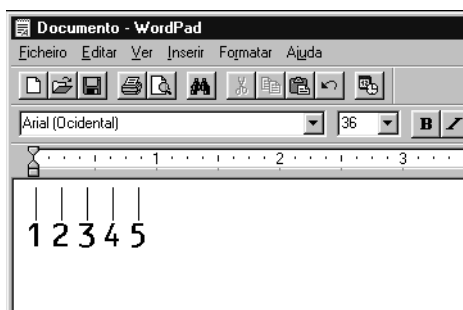 Documento - WordPad
Ficheiro Editar Ver Inserir Formatar Ajuda
Arial (Ocidental) 36 B I
1 2 3
1 2 3 4 5